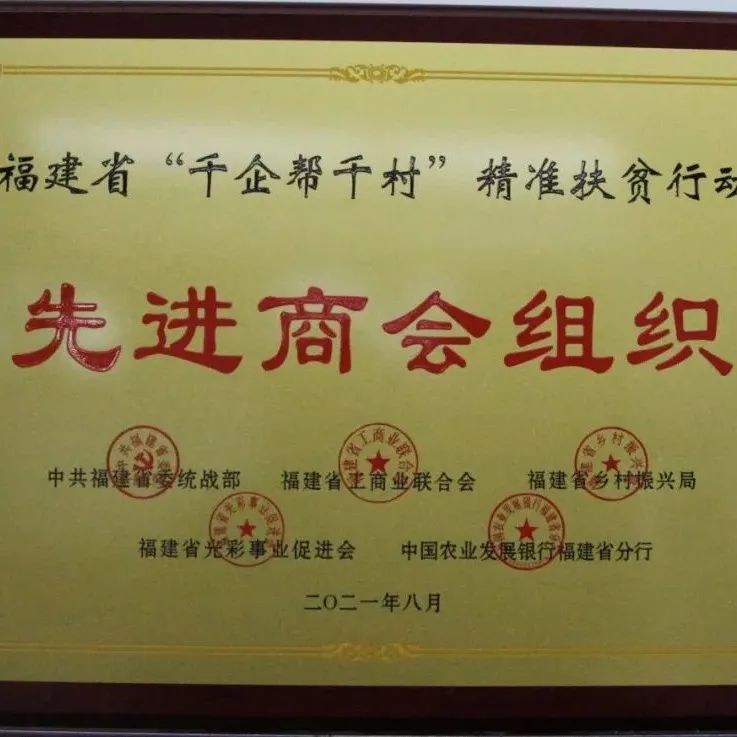 福建省“千企帮千村”精准扶贫行动
先进商会组织
中共福建省委统战部 福建省工商业联合会 福建省乡村振兴局
福建省光彩事业促进会 中国农业发展银行福建省分行
二〇二一年八月